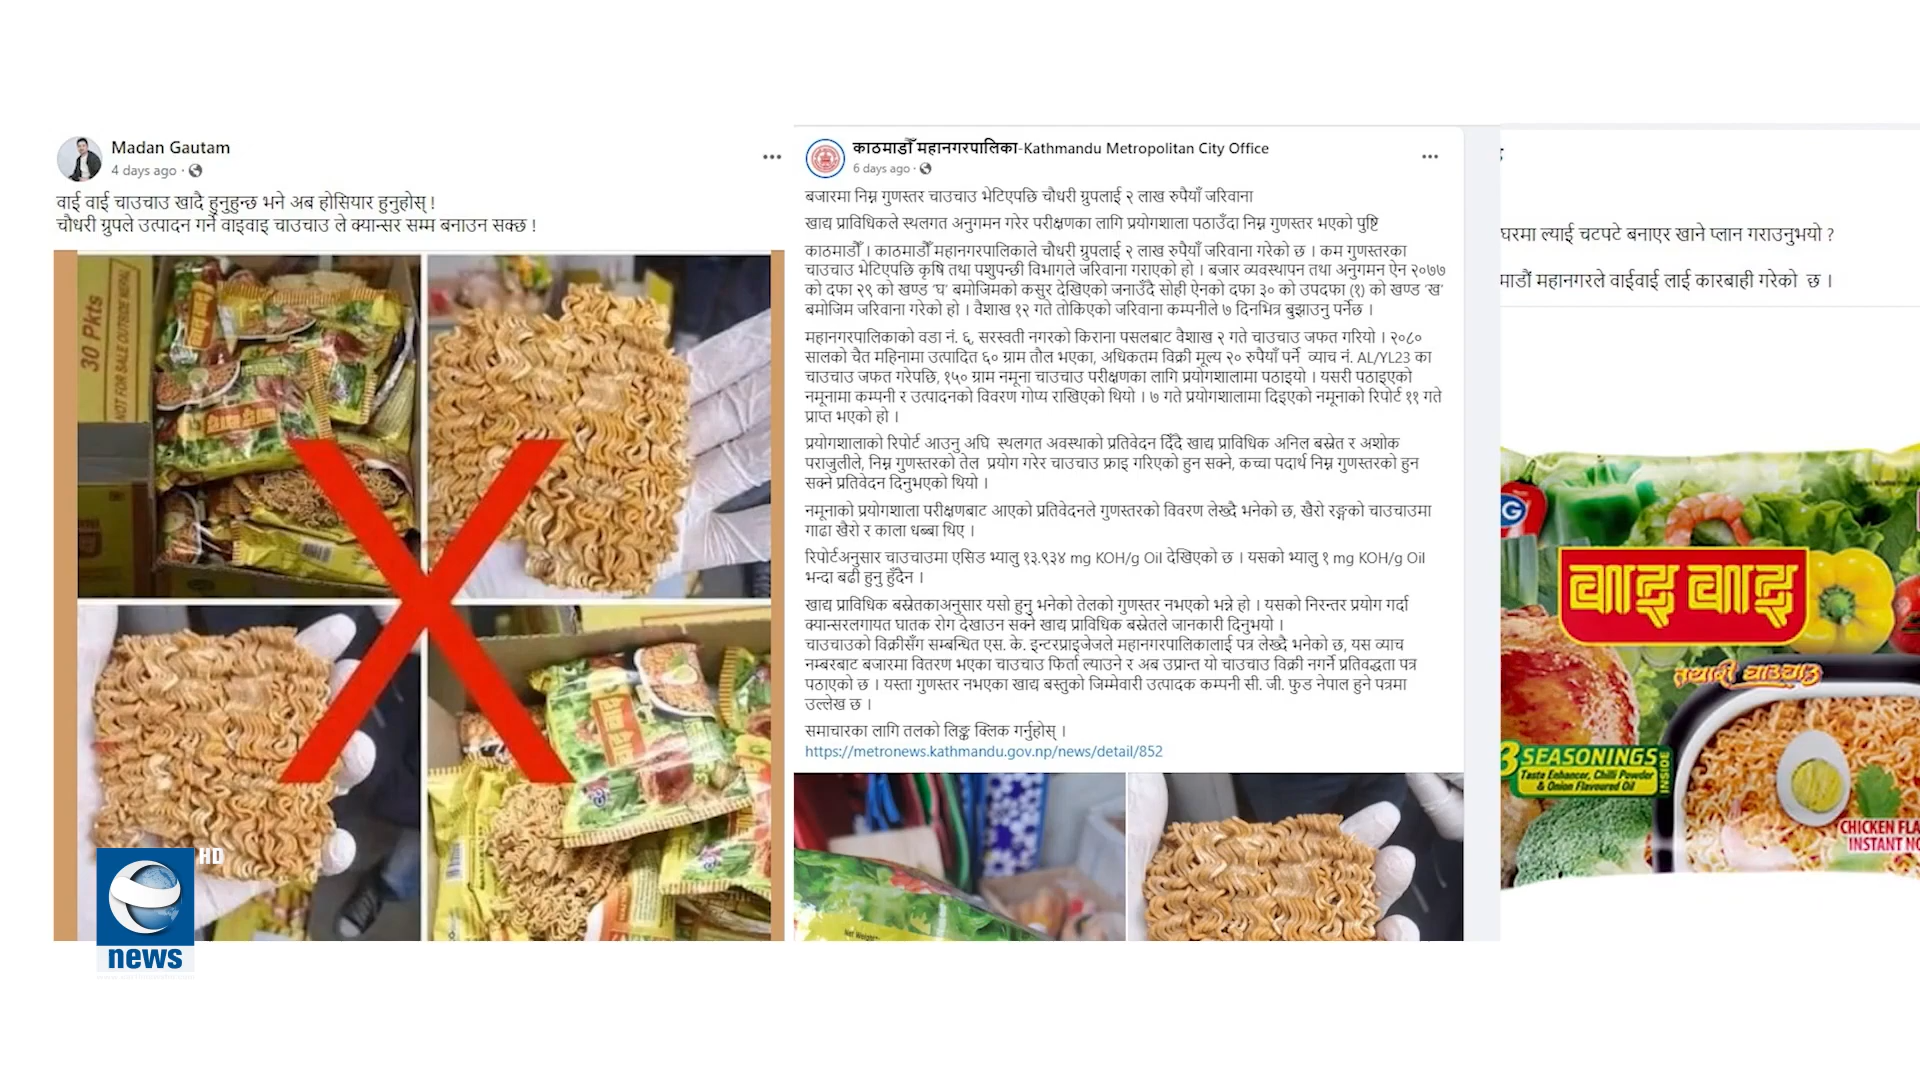 Madan Gautam
4 days ago
वाई वाई चाउचाउ खादै हुनुहुन्छ भने अब होसियार हुनुहोस् !
चौधरी ग्रुपले उत्पादन गर्ने वाइवाइ चाउचाउ ले क्यान्सर सम्म बनाउन सक्छ !
30 Pkts
NOT FOR SALE OUTSIDE NEPAL
HD
news
काठमाडौँ महानगरपालिका-Kathmandu Metropolitan City Office
6 days ago
बजारमा निम्न गुणस्तर चाउचाउ भेटिएपछि चौधरी ग्रुपलाई २ लाख रुपैयाँ जरिवाना
खाद्य प्राविधिकले स्थलगत अनुगमन गरेर परीक्षणका लागि प्रयोगशाला पठाउँदा निम्न गुणस्तर भएको पुष्टि
काठमाडौँ । काठमाडौँ महानगरपालिकाले चौधरी ग्रुपलाई २ लाख रुपैयाँ जरिवाना गरेको छ । कम गुणस्तरका
चाउचाउ भेटिएपछि कृषि तथा पशुपन्छी विभागले जरिवाना गराएको हो । बजार व्यवस्थापन तथा अनुगमन ऐन २०७७
को दफा २९ को खण्ड 'घ' बमोजिमको कसुर देखिएको जनाउँदै सोही ऐनको दफा ३० को उपदफा (१) को खण्ड 'ख'
बमोजिम जरिवाना गरेको हो । वैशाख १२ गते तोकिएको जरिवाना कम्पनीले ७ दिनभित्र बुझाउनु पर्नेछ ।
महानगरपालिकाको वडा नं. ६, सरस्वती नगरको किराना पसलबाट वैशाख २ गते चाउचाउ जफत गरियो । २०८०
सालको चैत महिनामा उत्पादित ६० ग्राम तौल भएका, अधिकतम विक्री मूल्य २० रुपैयाँ पर्ने व्याच नं. AL/YL23 का
चाउचाउ जफत गरेपछि, १५० ग्राम नमूना चाउचाउ परीक्षणका लागि प्रयोगशालामा पठाइयो । यसरी पठाइएको
नमूनामा कम्पनी र उत्पादनको विवरण गोप्य राखिएको थियो । ७ गते प्रयोगशालामा दिइएको नमूनाको रिपोर्ट ११ गते
प्राप्त भएको हो ।
प्रयोगशालाको रिपोर्ट आउनु अघि स्थलगत अवस्थाको प्रतिवेदन दिँदै खाद्य प्राविधिक अनिल बस्नेत र अशोक
पराजुलीले, निम्न गुणस्तरको तेल प्रयोग गरेर चाउचाउ फ्राइ गरिएको हुन सक्ने, कच्चा पदार्थ निम्न गुणस्तरको हुन
सक्ने प्रतिवेदन दिनुभएको थियो ।
नमूनाको प्रयोगशाला परीक्षणबाट आएको प्रतिवेदनले गुणस्तरको विवरण लेख्दै भनेको छ, खैरो रङ्गको चाउचाउमा
गाढा खैरो र काला धब्बा थिए ।
रिपोर्टअनुसार चाउचाउमा एसिड भ्यालु १३.९३४ mg KOH/g Oil देखिएको छ । यसको भ्यालु १ mg KOH/g Oil
भन्दा बढी हुनु हुँदैन ।
खाद्य प्राविधिक बस्नेतकाअनुसार यसो हुनु भनेको तेलको गुणस्तर नभएको भन्ने हो । यसको निरन्तर प्रयोग गर्दा
क्यान्सरलगायत घातक रोग देखाउन सक्ने खाद्य प्राविधिक बस्नेतले जानकारी दिनुभयो ।
चाउचाउको विक्रीसँग सम्बन्धित एस. के. इन्टरप्राइजेजले महानगरपालिकालाई पत्र लेख्दै भनेको छ, यस व्याच
नम्बरबाट बजारमा वितरण भएका चाउचाउ फिर्ता ल्याउने र अब उप्रान्त यो चाउचाउ विक्री नगर्ने प्रतिवद्धता पत्र
पठाएको छ । यस्ता गुणस्तर नभएका खाद्य बस्तुको जिम्मेवारी उत्पादक कम्पनी सी. जी. फुड नेपाल हुने पत्रमा
उल्लेख छ ।
समाचारका लागि तलको लिङ्क क्लिक गर्नुहोस् ।
https://metronews.kathmandu.gov.np/news/detail/852
Net Weight
घरमा ल्याई चटपटे बनाएर खाने प्लान गराउनुभयो ?
माडौं महानगरले वाईवाई लाई कारबाही गरेको छ ।
वाइ वाइ
तयारी चाउचाउ
3 SEASONINGS
Taste Enhancer, Chilli Powder
& Onion Flavoured Oil
INSIDE
CHICKEN FLA
INSTANT NO